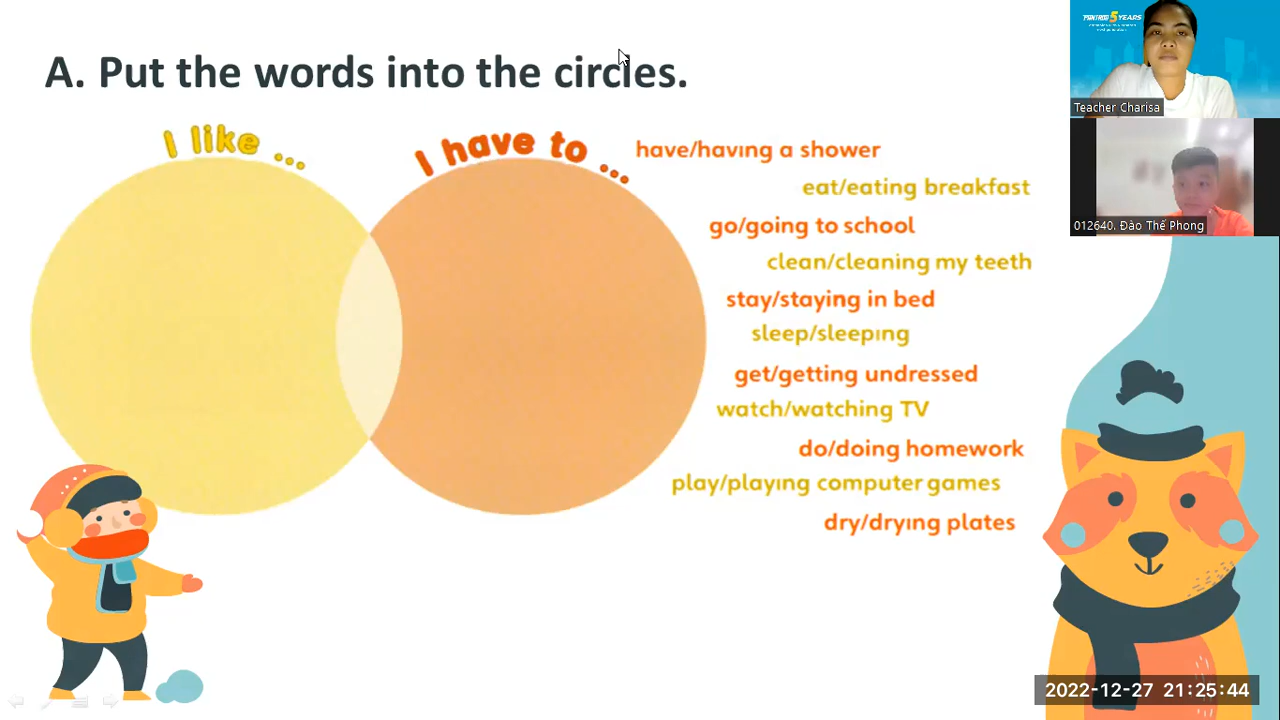 A. Put the words into the circles.
I like ...
I have to ...
have/having a shower
eat/eating breakfast
go/going to school
clean/cleaning my teeth
stay/staying in bed
sleep/sleeping
get/getting undressed
watch/watching TV
do/doing homework
play/playing computer games
dry/drying plates
5 YEARS
Teacher Charisa
012640. Đào Thế Phong
2022-12-27 21:25:44